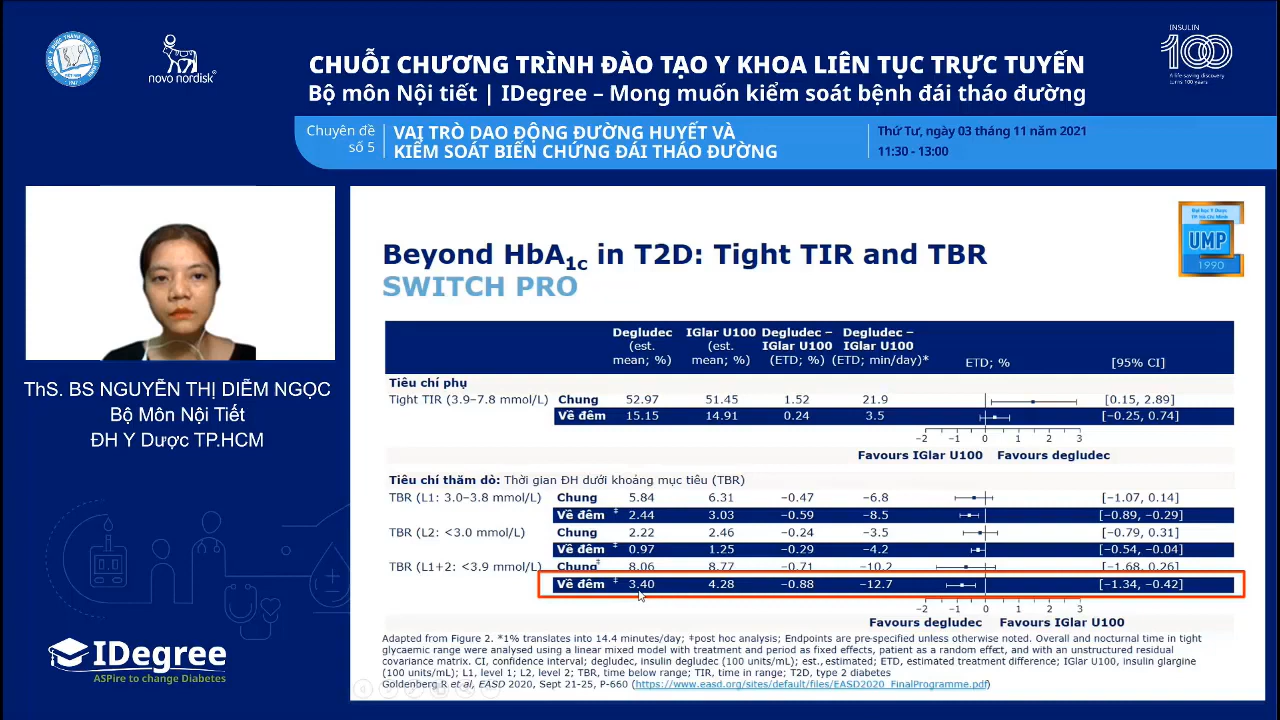 novo nordisk
CHUỖI CHƯƠNG TRÌNH ĐÀO TẠO Y KHOA LIÊN TỤC TRỰC TUYẾN
Bộ môn Nội tiết | IDegree – Mong muốn kiểm soát bệnh đái tháo đường
INSULIN
100
A life-saving discovery
turns 100 years
Chuyên đề
số 5
VAI TRÒ DAO ĐỘNG ĐƯỜNG HUYẾT VÀ
KIỂM SOÁT BIẾN CHỨNG ĐÁI THÁO ĐƯỜNG
Thứ Tư, ngày 03 tháng 11 năm 2021
11:30 - 13:00
ThS. BS NGUYỄN THỊ DIỄM NGỌC
Bộ Môn Nội Tiết
ĐH Y Dược TP.HCM
IDegree
ASPire to change Diabetes
Đại học Y Dược
TP. Hồ Chí Minh
UMP
1990
Beyond HbA1c in T2D: Tight TIR and TBR
SWITCH PRO
Degludec (est. mean; %) IGlar U100 (est. mean; %) Degludec – IGlar U100 (ETD; %) Degludec – IGlar U100 (ETD; min/day)* ETD; % [95% CI]
Tiêu chí phụ
Tight TIR (3.9–7.8 mmol/L) Chung 52.97 51.45 1.52 21.9 [0.15, 2.89]
Về đêm 15.15 14.91 0.24 3.5 [−0.25, 0.74]
−2 −1 0 1 2 3
Favours IGlar U100 Favours degludec
Tiêu chí thăm dò: Thời gian ĐH dưới khoảng mục tiêu (TBR)
TBR (L1: 3.0–3.8 mmol/L) Chung 5.84 6.31 −0.47 −6.8 [−1.07, 0.14]
Về đêm ‡ 2.44 3.03 −0.59 −8.5 [−0.89, −0.29]
TBR (L2: <3.0 mmol/L) Chung 2.22 2.46 −0.24 −3.5 [−0.79, 0.31]
Về đêm ‡ 0.97 1.25 −0.29 −4.2 [−0.54, −0.04]
TBR (L1+2: <3.9 mmol/L) Chung‡ 8.06 8.77 −0.71 −10.2 [−1.68, 0.26]
Về đêm ‡ 3.40 4.28 −0.88 −12.7 [−1.34, −0.42]
−2 −1 0 1 2 3
Favours degludec Favours IGlar U100
Adapted from Figure 2. *1% translates into 14.4 minutes/day; ‡post hoc analysis; Endpoints are pre-specified unless otherwise noted. Overall and nocturnal time in tight
glycaemic range were analysed using a linear mixed model with treatment and period as fixed effects, patient as a random effect, and with an unstructured residual
covariance matrix. CI, confidence interval; degludec, insulin degludec (100 units/mL); est., estimated; ETD, estimated treatment difference; IGlar U100, insulin glargine
(100 units/mL); L1, level 1; L2, level 2; TBR, time below range; TIR, time in range; T2D, type 2 diabetes
Goldenberg R et al, EASD 2020, Sept 21-25, P-660 (https://www.easd.org/sites/default/files/EASD2020_FinalProgramme.pdf)